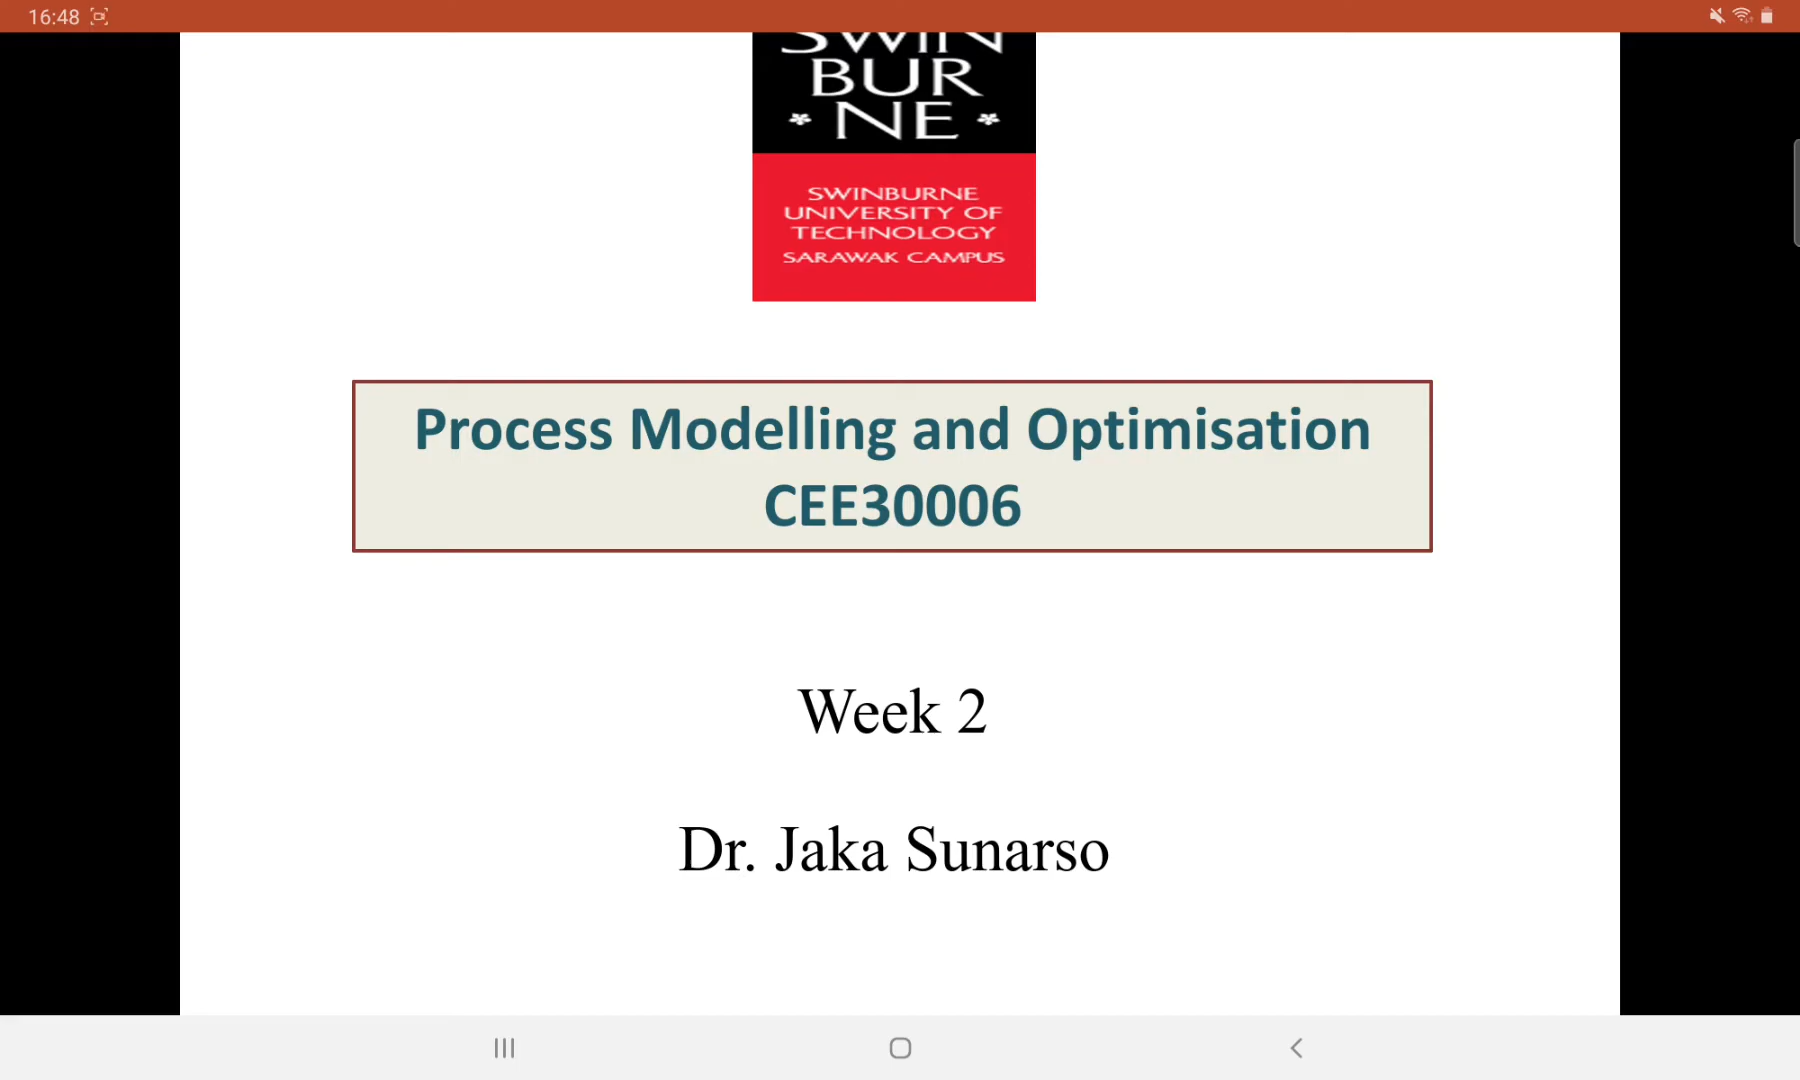 16:48
SWIN
BUR
NE
SWINBURNE
UNIVERSITY OF
TECHNOLOGY
SARAWAK CAMPUS
Process Modelling and Optimisation
CEE30006
Week 2
Dr. Jaka Sunarso